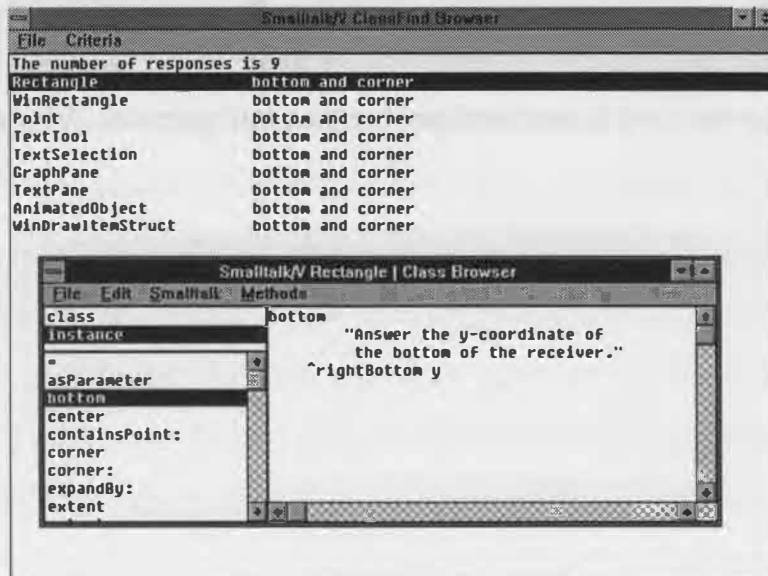 Smalltalk/V ClassFind Browser
File Criteria
The number of responses is 9
Rectangle bottom and corner
WinRectangle bottom and corner
Point bottom and corner
TextTool bottom and corner
TextSelection bottom and corner
GraphPane bottom and corner
TextPane bottom and corner
AnimatedObject bottom and corner
WinDrawItemStruct bottom and corner
Smalltalk/V Rectangle | Class Browser
File Edit Smalltalk Methods
class
instance
=
asParameter
bottom
center
containsPoint:
corner
corner:
expandBy:
extent
bottom
"Answer the y-coordinate of
the bottom of the receiver."
^rightBottom y